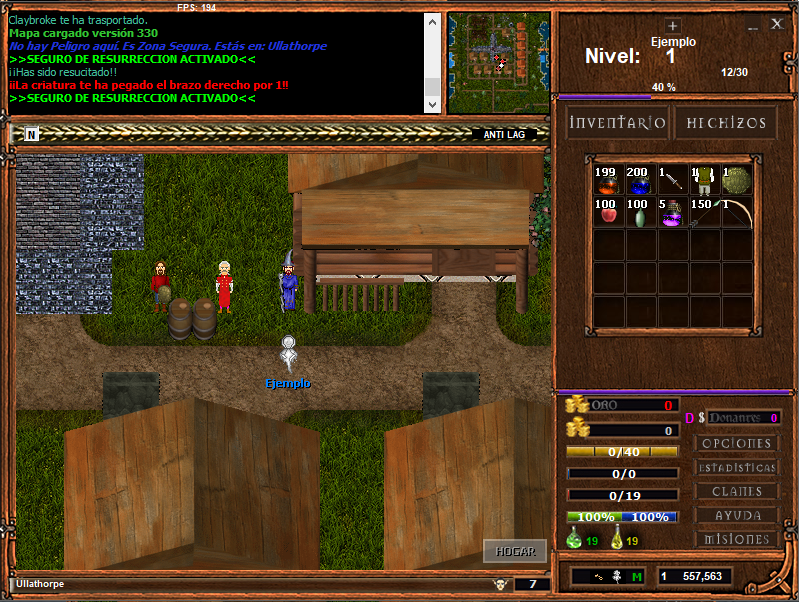 FPS: 194
Claybroke te ha trasportado.
Mapa cargado versión 330
No hay Peligro aquí. Es Zona Segura. Estás en: Ullathorpe
>>SEGURO DE RESURRECCION ACTIVADO<<
¡¡Has sido resucitado!!
¡¡La criatura te ha pegado el brazo derecho por 1!!
>>SEGURO DE RESURRECCION ACTIVADO<<
N
ANTI LAG
+
Ejemplo
Nivel: 1
12/30
40 %
INVENTARIO
HECHIZOS
199 200 1 1 1
100 100 5 150 1
Ejemplo
HOGAR
ORO 0
0
D $ Donantes 0
0/40
0/0
0/19
100% 100%
19 19
OPCIONES
ESTADÍSTICAS
CLANES
AYUDA
MISIONES
Ullathorpe
7
M
1 557,563